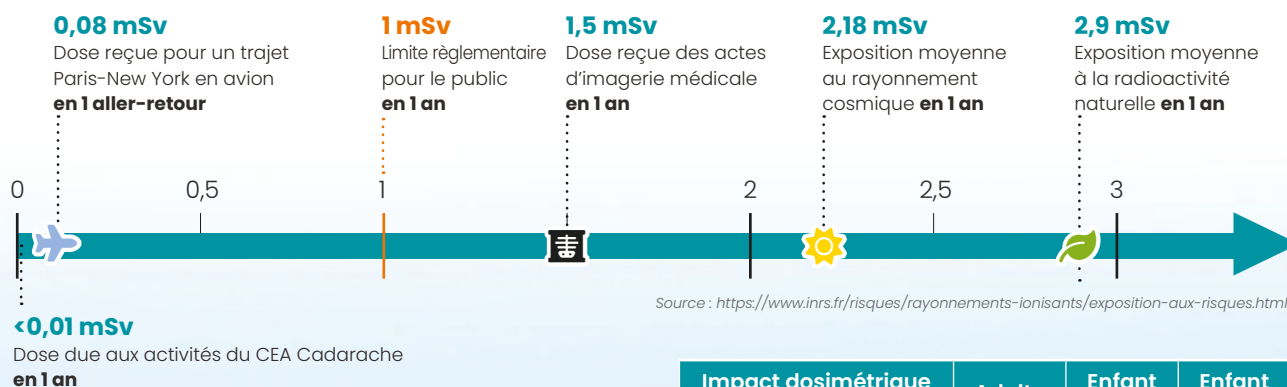 0,08 mSv
Dose reçue pour un trajet
Paris-New York en avion
en 1 aller-retour
1 mSv
Limite règlementaire
pour le public
en 1 an
1,5 mSv
Dose reçue des actes
d'imagerie médicale
en 1 an
2,18 mSv
Exposition moyenne
au rayonnement
cosmique en 1 an
2,9 mSv
Exposition moyenne
à la radioactivité
naturelle en 1 an
0 0,5 1 2 2,5 3
Source : https://www.inrs.fr/risques/rayonnements-ionisants/exposition-aux-risques.html
<0,01 mSv
Dose due aux activités du CEA Cadarache
en 1 an
Impact dosimétrique
Enfant Enfant